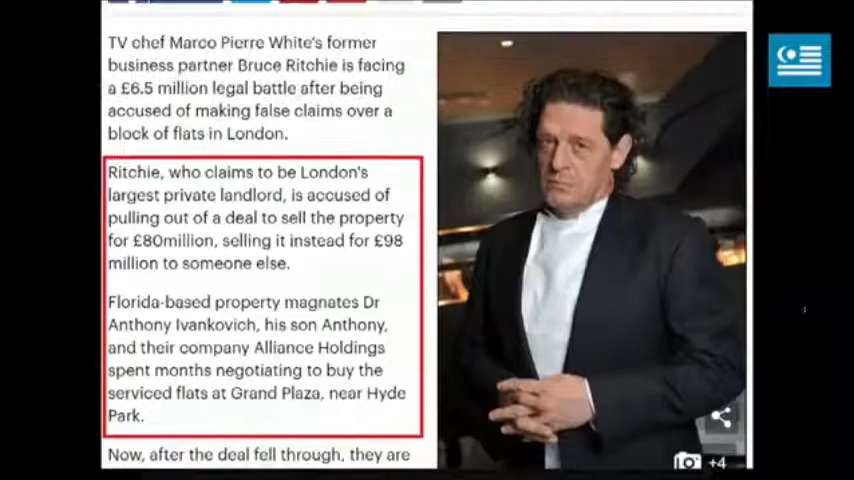 TV chef Marco Pierre White's former
business partner Bruce Ritchie is facing
a £6.5 million legal battle after being
accused of making false claims over a
block of flats in London.
Ritchie, who claims to be London's
largest private landlord, is accused of
pulling out of a deal to sell the property
for £80million, selling it instead for £98
million to someone else.
Florida-based property magnates Dr
Anthony Ivankovich, his son Anthony,
and their company Alliance Holdings
spent months negotiating to buy the
serviced flats at Grand Plaza, near Hyde
Park.
Now, after the deal fell through, they are
+4